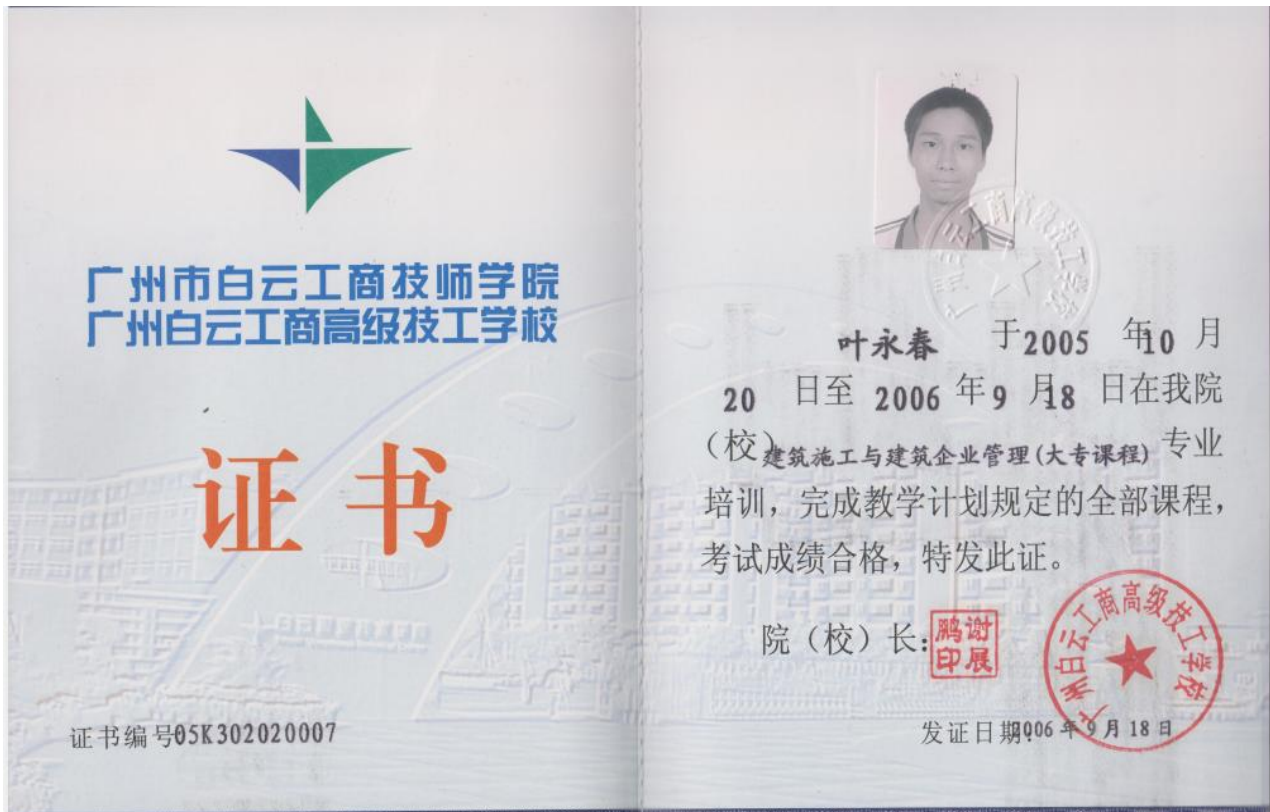 广州市白云工商技师学院
广州白云工商高级技工学校
证书
证书编号05K302020007
叶永春 于2005 年10 月
20 日至 2006 年9 月18 日在我院
（校）建筑施工与建筑企业管理(大专课程) 专业
培训，完成教学计划规定的全部课程，
考试成绩合格，特发此证。
院（校）长：谢展鹏印
广州白云工商高级技工学校
发证日期：2006 年 9 月 18 日